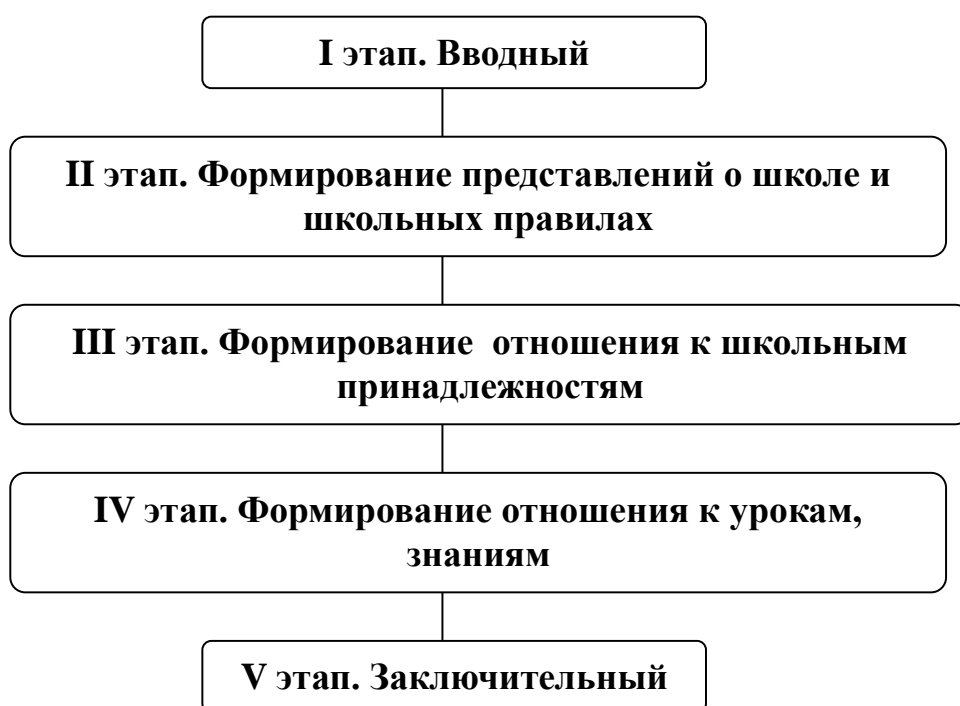 I этап. Вводный
II этап. Формирование представлений о школе и
школьных правилах
III этап. Формирование  отношения к школьным
принадлежностям
IV этап. Формирование отношения к урокам,
знаниям
V этап. Заключительный